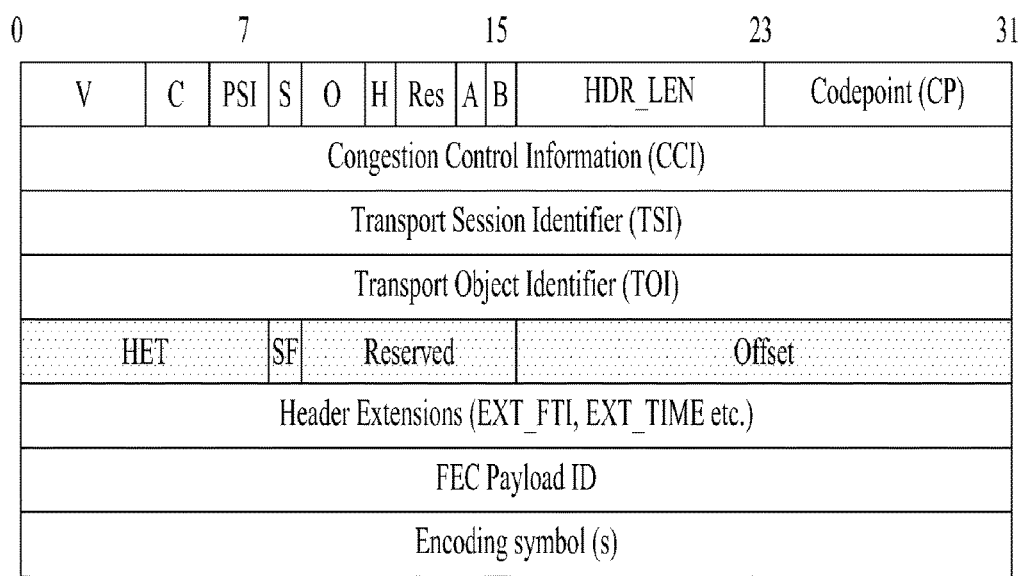 0 7 15 23 31
V C PSI S O H Res A B HDR_LEN Codepoint (CP)
Congestion Control Information (CCI)
Transport Session Identifier (TSI)
Transport Object Identifier (TOI)
HET SF Reserved Offset
Header Extensions (EXT_FTI, EXT_TIME etc.)
FEC Payload ID
Encoding symbol (s)